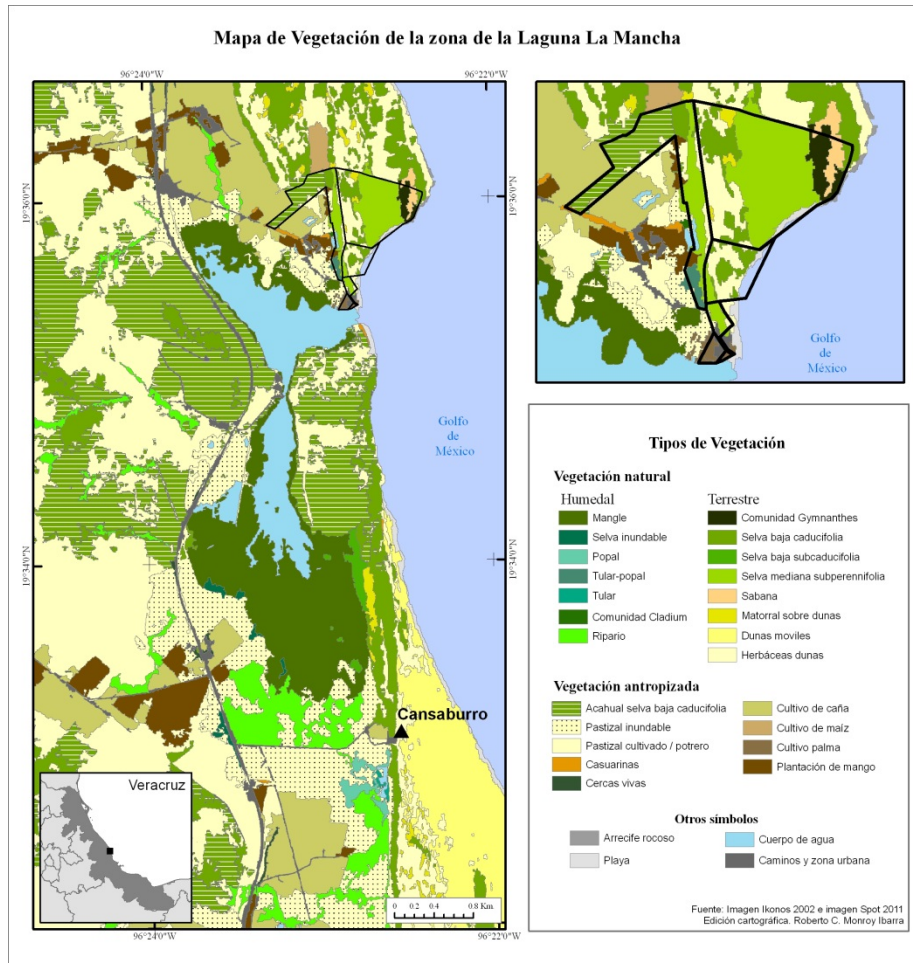 Mapa de Vegetación de la zona de la Laguna La Mancha
96°24'0"W
96°22'0"W
19°36'0"N
19°36'0"N
Golfo
de
México
Golfo
de
México
19°34'0"N
19°34'0"N
Cansaburro
Veracruz
0 0.2 0.4 0.8 Km.
96°24'0"W
96°22'0"W
Tipos de Vegetación
Vegetación natural
Humedal
Mangle
Selva inundable
Popal
Tular-popal
Tular
Comunidad Cladium
Ripario
Terrestre
Comunidad Gymnanthes
Selva baja caducifolia
Selva baja subcaducifolia
Selva mediana subperennifolia
Sabana
Matorral sobre dunas
Dunas moviles
Herbáceas dunas
Vegetación antropizada
Acahual selva baja caducifolia
Pastizal inundable
Pastizal cultivado / potrero
Casuarinas
Cercas vivas
Cultivo de caña
Cultivo de maíz
Cultivo palma
Plantación de mango
Otros símbolos
Arrecife rocoso
Playa
Cuerpo de agua
Caminos y zona urbana
Fuente: Imagen Ikonos 2002 e imagen Spot 2011
Edición cartográfica. Roberto C. Monroy Ibarra